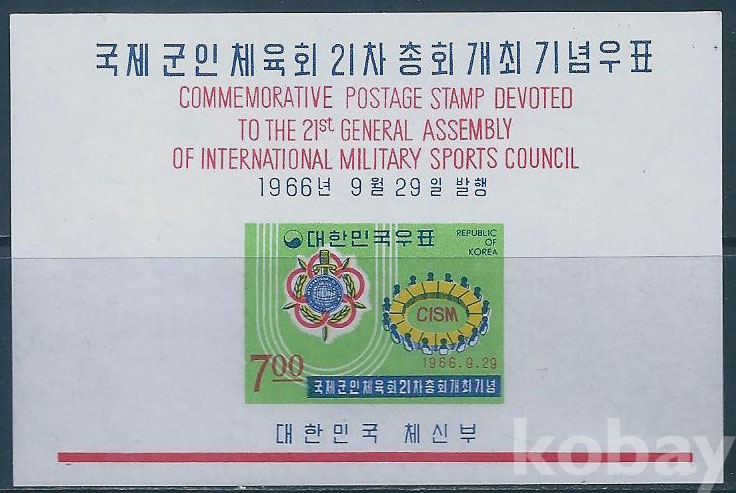 국제 군인 체육회 21차 총회 개최 기념우표
COMMEMORATIVE POSTAGE STAMP DEVOTED
TO THE 21st GENERAL ASSEMBLY
OF INTERNATIONAL MILITARY SPORTS COUNCIL
1966년 9월 29일 발행
대한민국우표
REPUBLIC
OF
KOREA
CISM
1966.9.29
700
국제군인체육회21차총회개최기념
대한민국 체신부
kobay